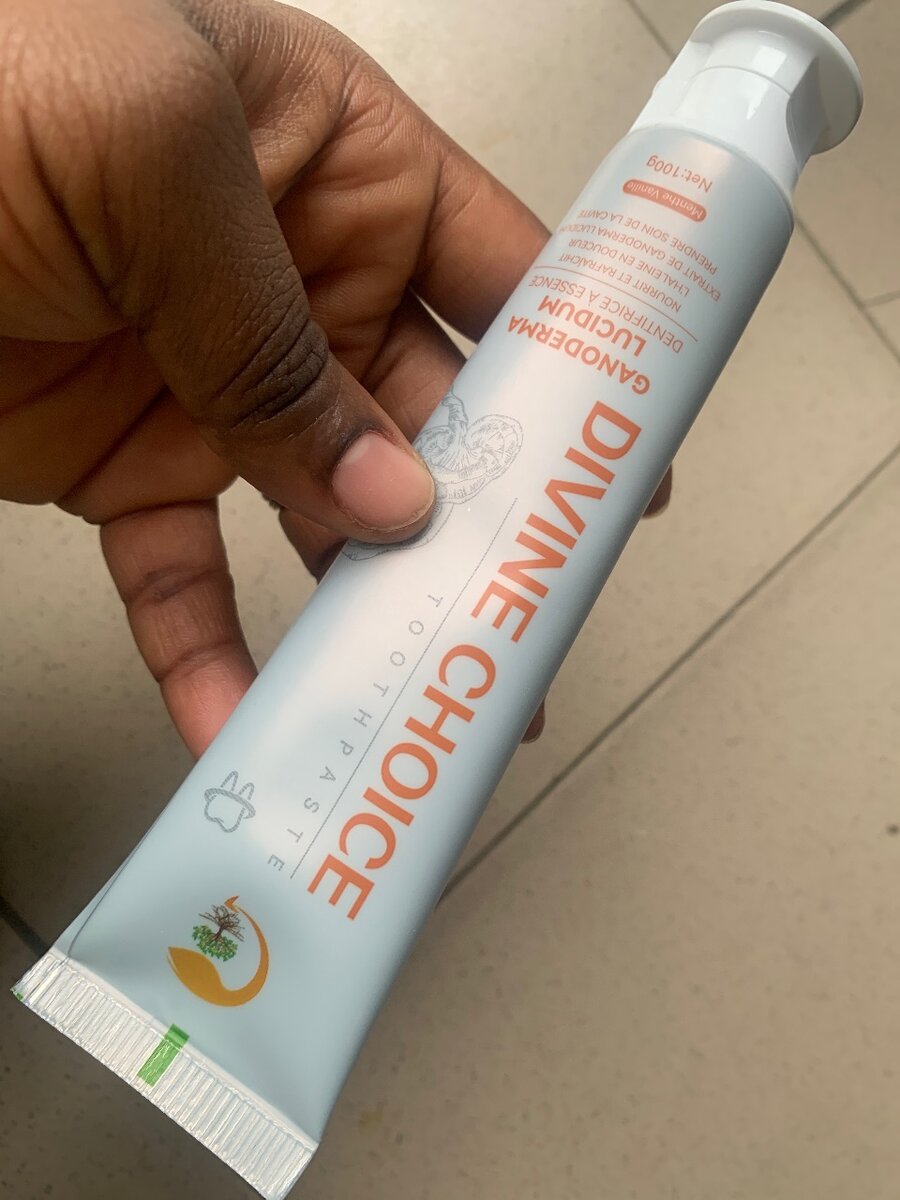 DIVINE CHOICE
TOOTHPASTE
GANODERMA
LUCIDUM
DENTIFRICE À ESSENCE
NOURRIT ET RAFRAÎCHIT
L'HALEINE EN DOUCEUR
EXTRAIT DE GANODERMA LUCIDUM
PRENDRE SOIN DE LA CAVITÉ
Menthe Vanille
Net:100g